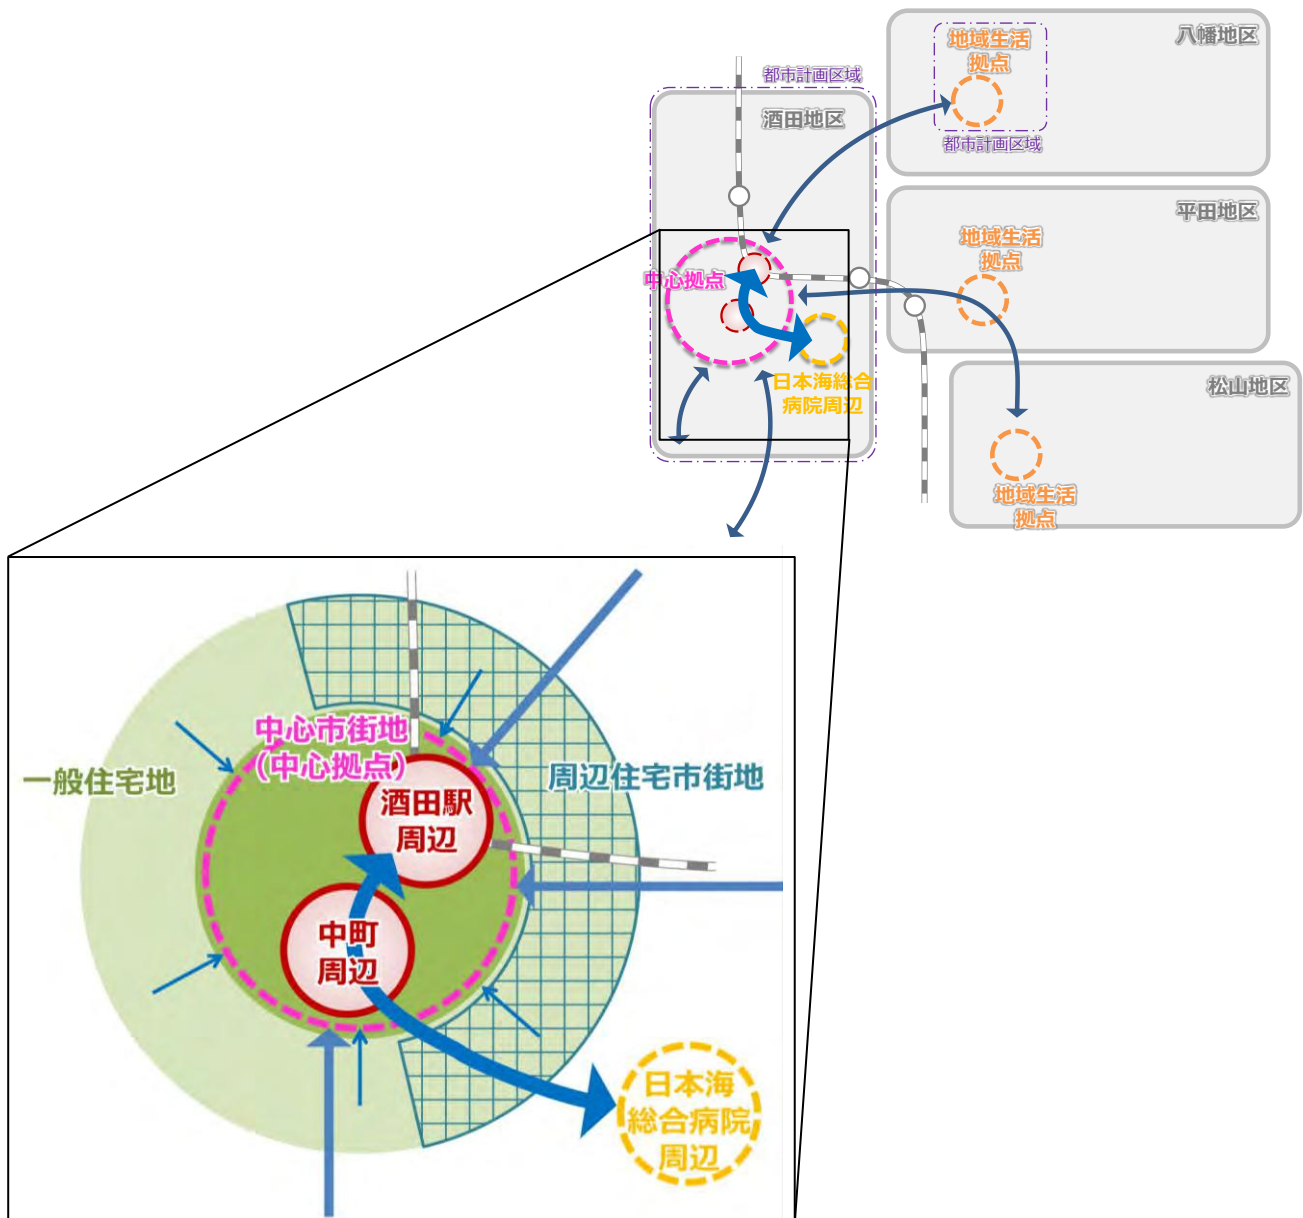 都市計画区域
酒田地区
地域生活
拠点
八幡地区
都市計画区域
平田地区
地域生活
拠点
中心拠点
日本海総合
病院周辺
松山地区
地域生活
拠点
中心市街地
（中心拠点）
一般住宅地
周辺住宅市街地
酒田駅
周辺
中町
周辺
日本海
総合病院
周辺